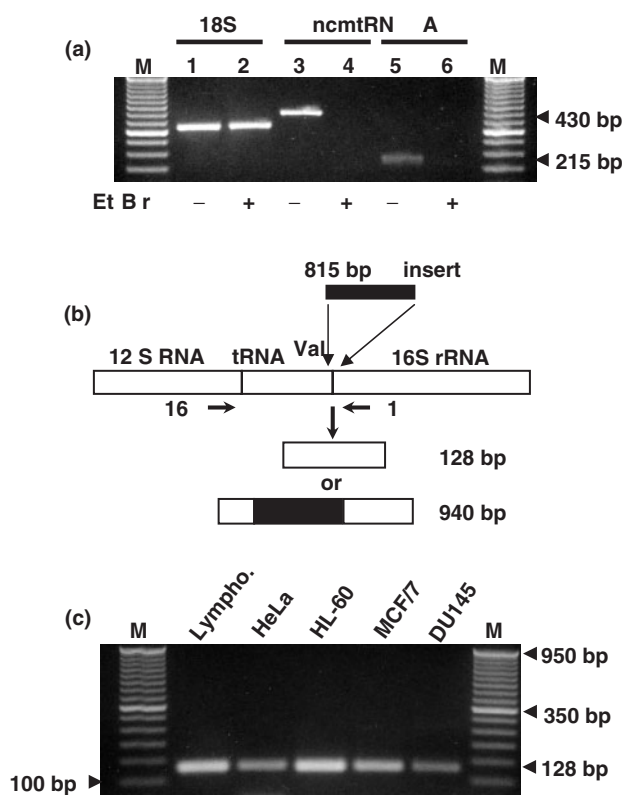 (a)
18S ncmtRN A
M 1 2 3 4 5 6 M
430 bp
215 bp
Et B r – + – + – +
(b)
815 bp insert
12 S RNA tRNA Val 16S rRNA
16 1
128 bp
or
940 bp
(c)
Lympho. HeLa HL-60 MCF/7 DU145
M M
950 bp
350 bp
128 bp
100 bp